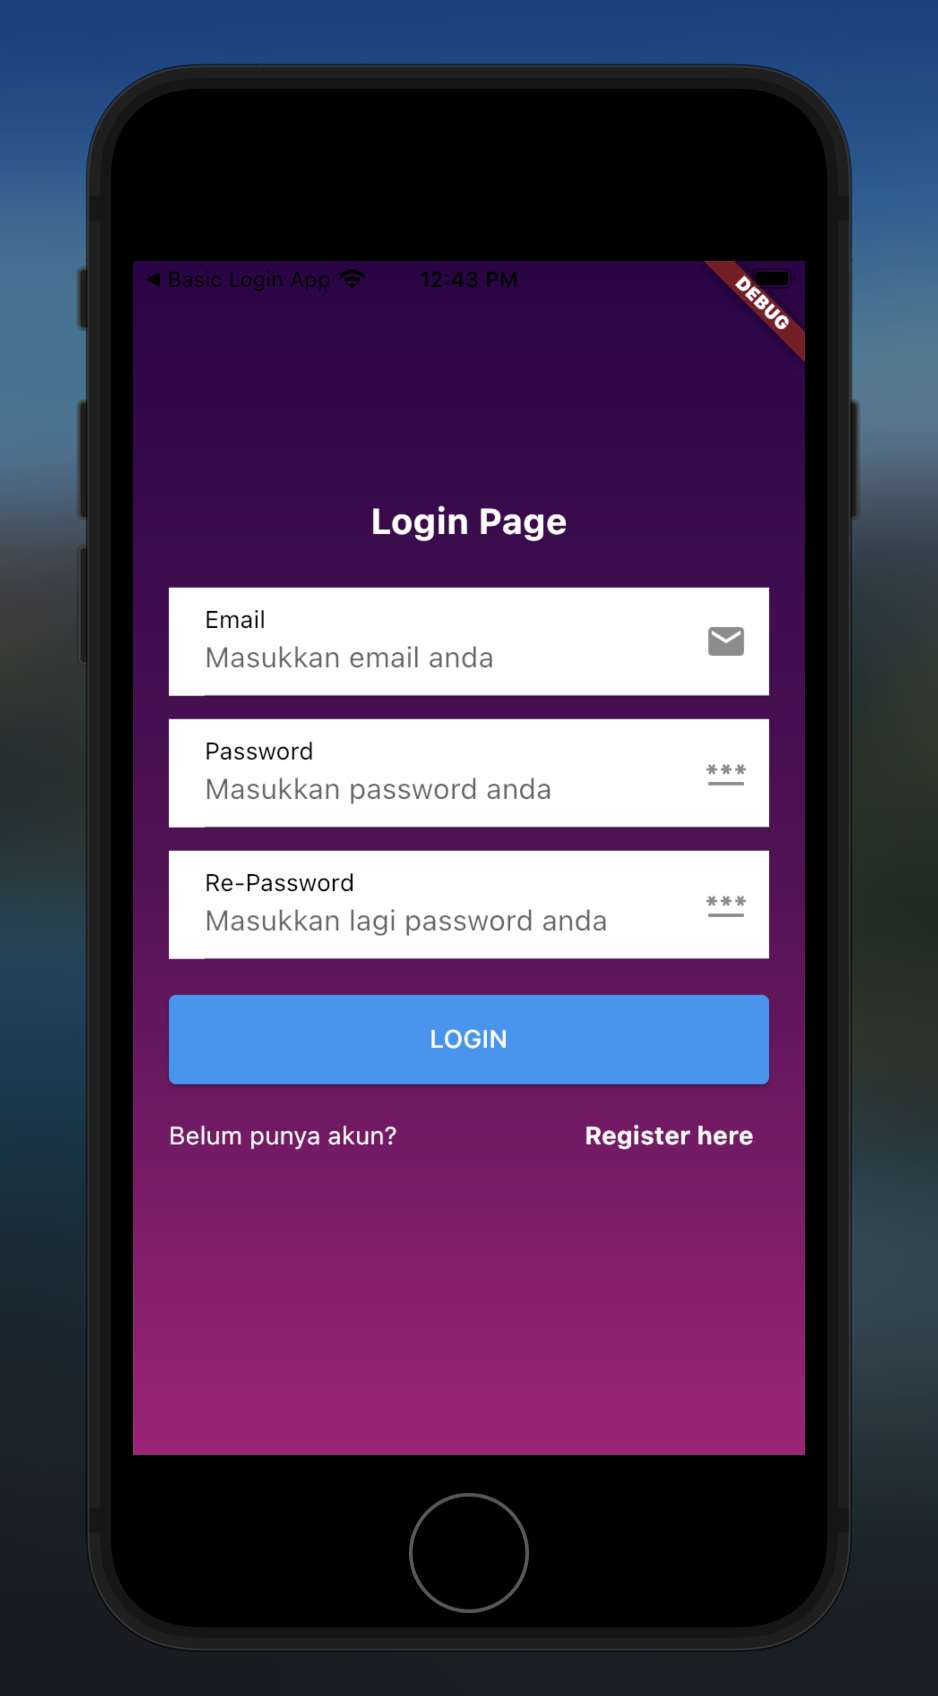 Basic Login App 12:43 PM
DEBUG
Login Page
Email
Masukkan email anda
Password
Masukkan password anda
***
Re-Password
Masukkan lagi password anda
***
LOGIN
Belum punya akun? Register here